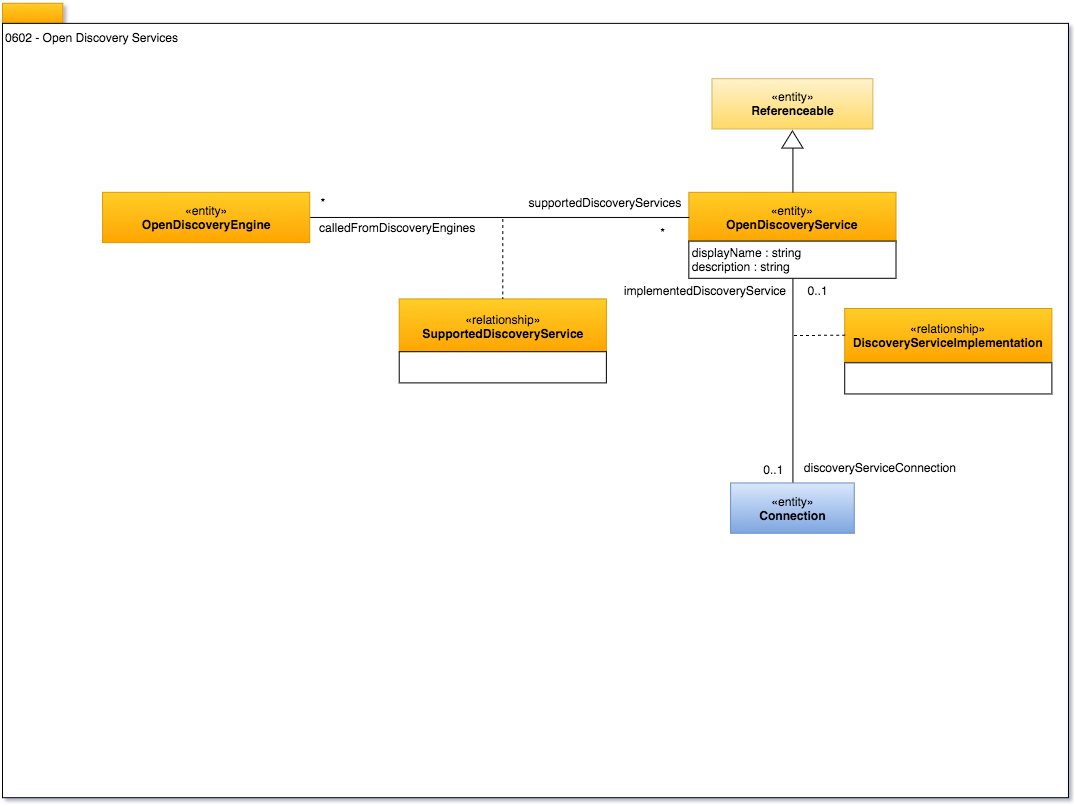 0602 - Open Discovery Services
«entity»
Referenceable
«entity»
OpenDiscoveryEngine
*
calledFromDiscoveryEngines
supportedDiscoveryServices
*
«entity»
OpenDiscoveryService
displayName : string
description : string
«relationship»
SupportedDiscoveryService
implementedDiscoveryService
0..1
«relationship»
DiscoveryServiceImplementation
0..1
discoveryServiceConnection
«entity»
Connection